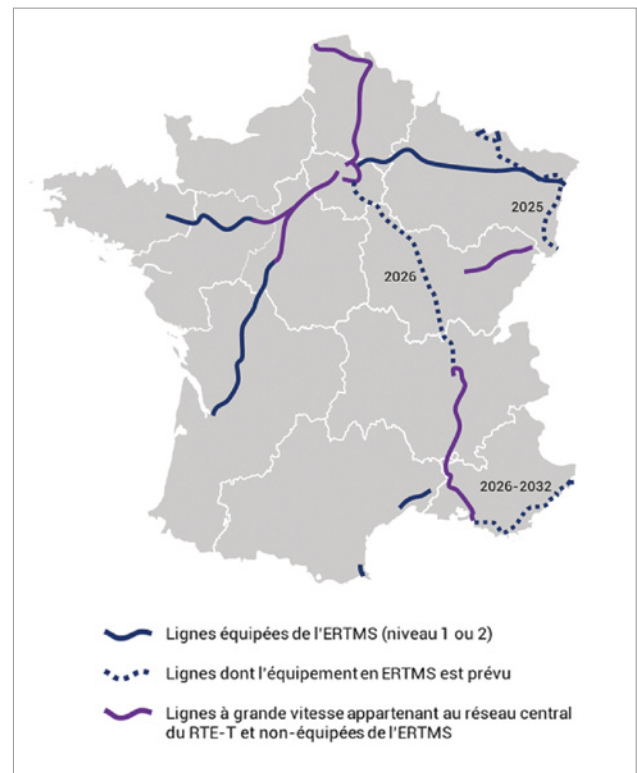 2025
2026
2026-2032
Lignes équipées de l'ERTMS (niveau 1 ou 2)
Lignes dont l'équipement en ERTMS est prévu
Lignes à grande vitesse appartenant au réseau central
du RTE-T et non-équipées de l'ERTMS